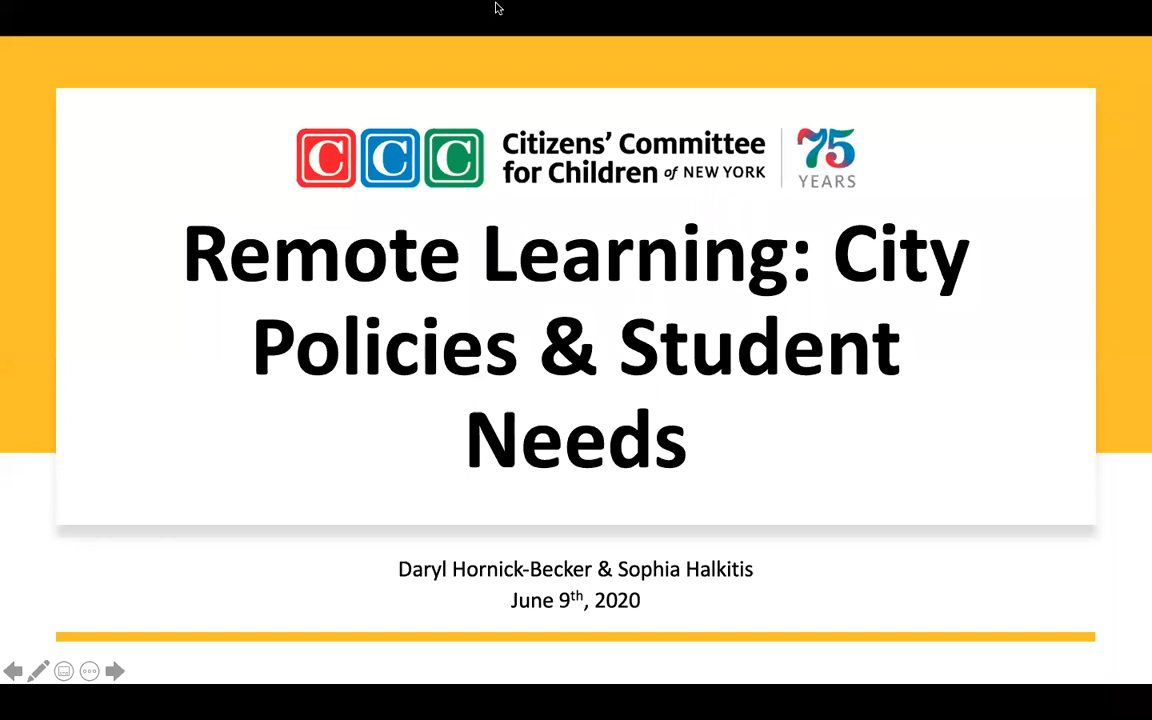 C C C Citizens' Committee for Children of NEW YORK 75 YEARS
Remote Learning: City
Policies & Student
Needs
Daryl Hornick-Becker & Sophia Halkitis
June 9th, 2020